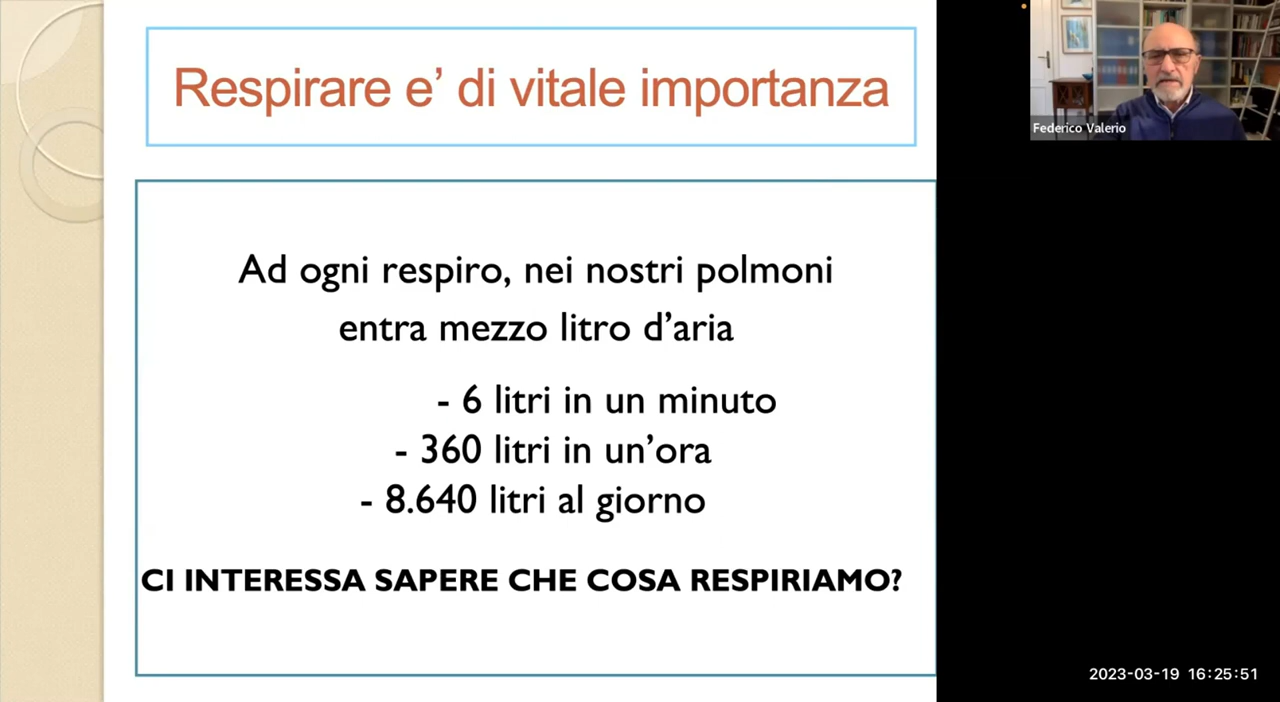 Respirare e' di vitale importanza
Federico Valerio
Ad ogni respiro, nei nostri polmoni
entra mezzo litro d'aria
- 6 litri in un minuto
- 360 litri in un'ora
- 8.640 litri al giorno
CI INTERESSA SAPERE CHE COSA RESPIRIAMO?
2023-03-19 16:25:51